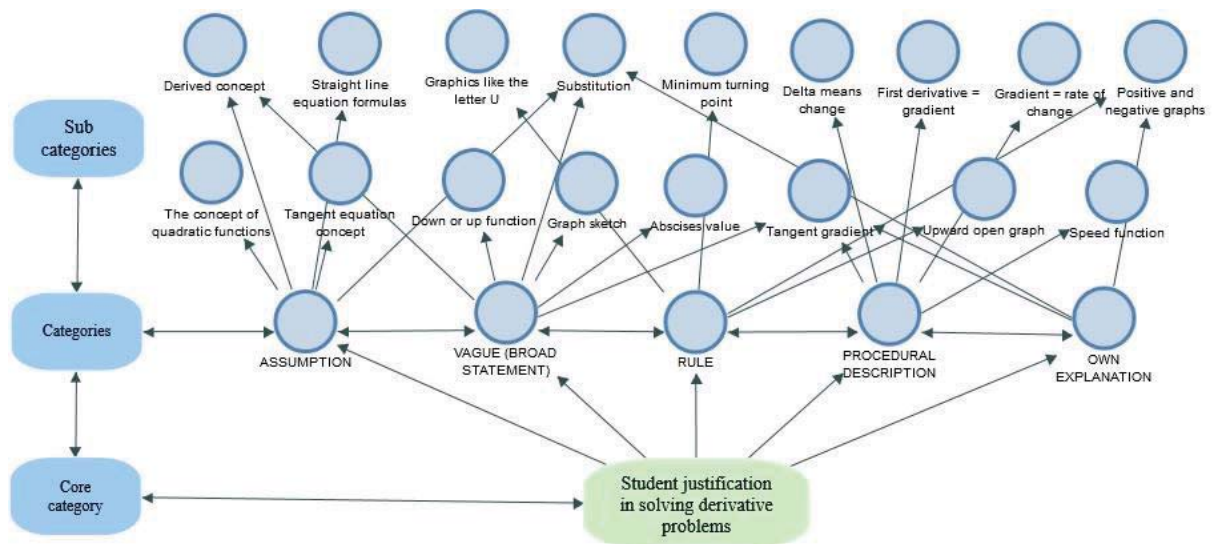 Derived concept
Straight line
equation formulas
Graphics like the
letter U
Substitution
Minimum turning
point
Delta means
change
First derivative =
gradient
Gradient = rate of
change
Positive and
negative graphs
Sub
categories
The concept of
quadratic functions
Tangent equation
concept
Down or up function
Graph sketch
Abscises value
Tangent gradient
Upward open graph
Speed function
Categories
ASSUMPTION
VAGUE (BROAD
STATEMENT)
RULE
PROCEDURAL
DESCRIPTION
OWN
EXPLANATION
Core
category
Student justification
in solving derivative
problems